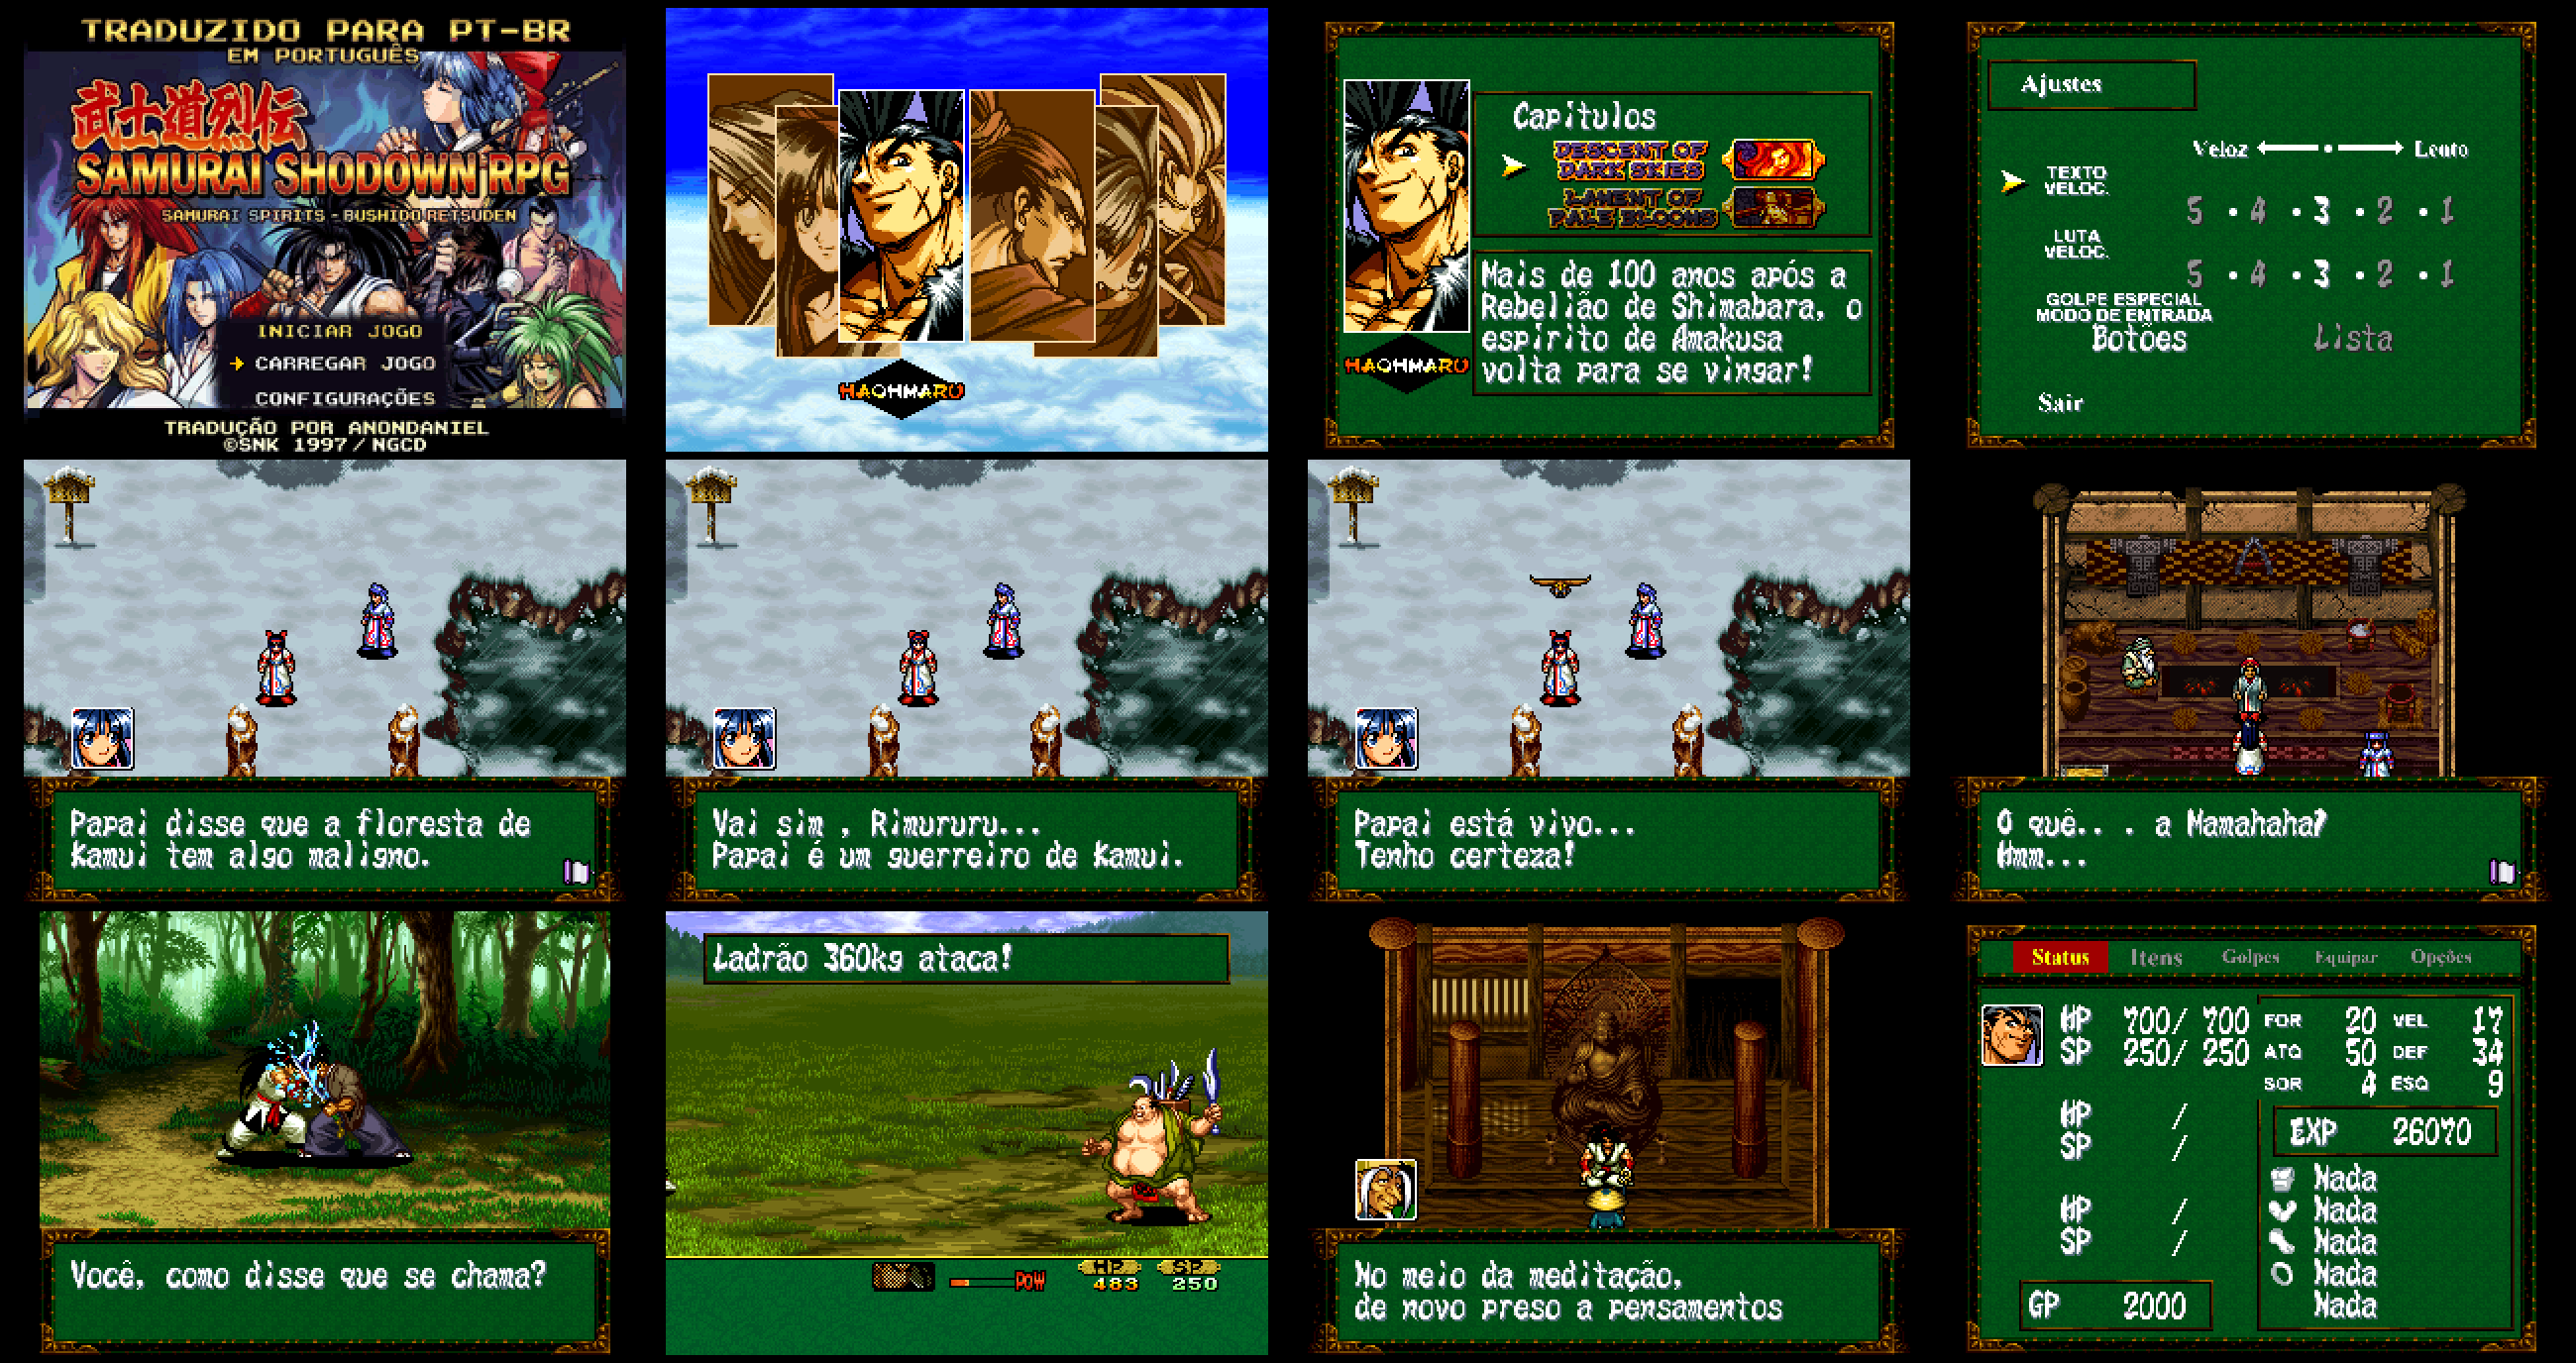 TRADUZIDO PARA PT-BR
EM PORTUGUÊS
武士道烈伝
SAMURAI SHODOWN RPG
SAMURAI SPIRITS - BUSHIDO RETSUDEN
INICIAR JOGO
CARREGAR JOGO
CONFIGURAÇÕES
TRADUÇÃO POR ANONDANIEL
©SNK 1997 / NGCD
HAOHMARU
Capítulos
DESCENT OF
DARK SKIES
LAMENT OF
PALE BLOOMS
HAOHMARU
Mais de 100 anos após a
Rebelião de Shimabara, o
espírito de Amakusa
volta para se vingar!
Ajustes
Veloz Lento
TEXTO
VELOC.
5 • 4 • 3 • 2 • 1
LUTA
VELOC.
5 • 4 • 3 • 2 • 1
GOLPE ESPECIAL
MODO DE ENTRADA
Botões Lista
Sair
Papai disse que a floresta de
Kamui tem algo maligno.
Vai sim , Rimururu...
Papai é um guerreiro de Kamui.
Papai está vivo...
Tenho certeza!
O quê.. . a Mamahaha?
Hmm...
Você, como disse que se chama?
Ladrão 360kg ataca!
POW
HP SP
483 250
No meio da meditação,
de novo preso a pensamentos
Status Itens Golpes Equipar Opções
HP 700/ 700 FOR 20 VEL 17
SP 250/ 250 ATQ 50 DEF 34
SOR 4 ESQ 9
HP /
SP /
EXP 26070
HP /
SP /
Nada
Nada
Nada
Nada
Nada
GP 2000